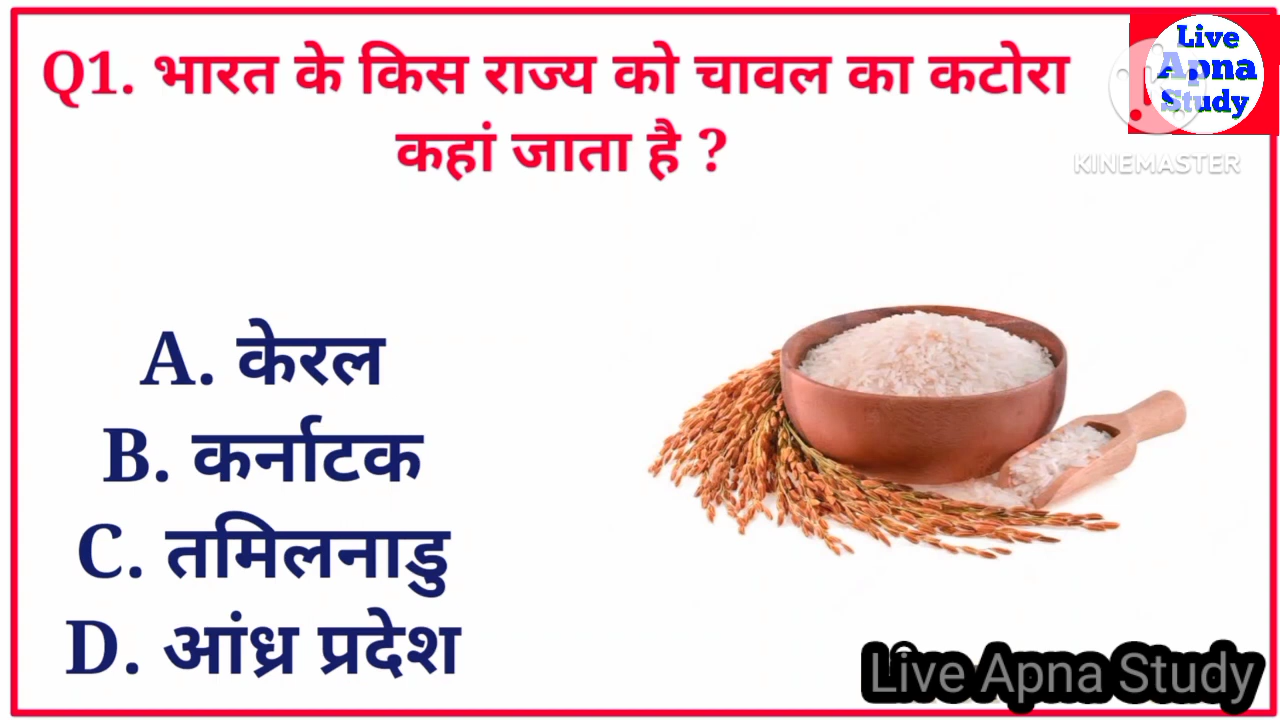 Q1. भारत के किस राज्य को चावल का कटोरा
कहां जाता है ?
Live
Apna
Study
KINEMASTER
A. केरल
B. कर्नाटक
C. तमिलनाडु
D. आंध्र प्रदेश
Live Apna Study